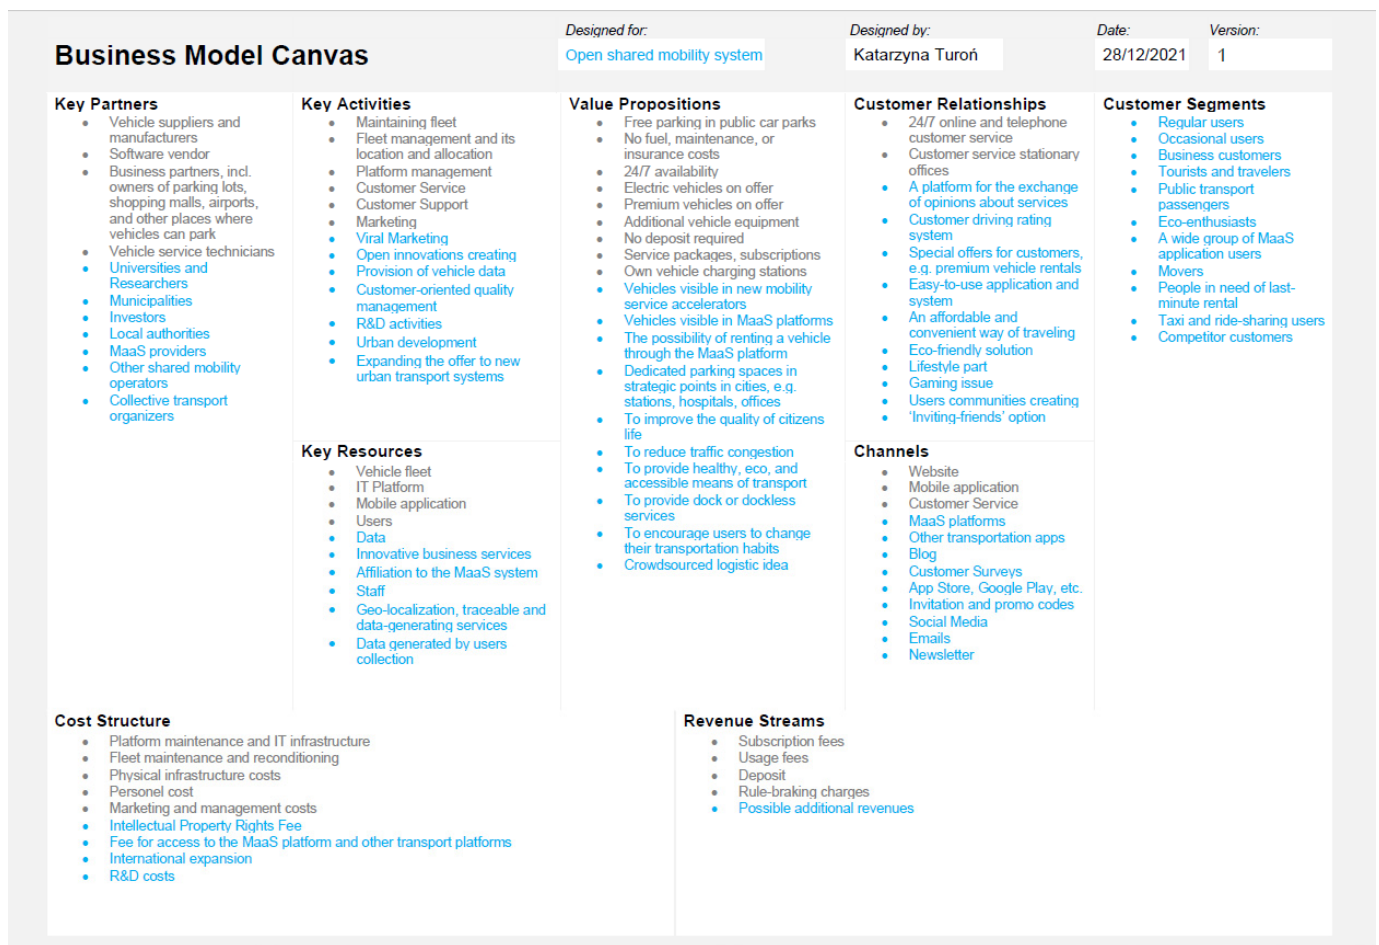 Designed for:
Designed by:
Date:
Version:
Business Model Canvas
Open shared mobility system
Katarzyna Turoń
28/12/2021
1
Key Partners
• Vehicle suppliers and
manufacturers
• Software vendor
• Business partners, incl.
owners of parking lots,
shopping malls, airports,
and other places where
vehicles can park
• Vehicle service technicians
• Universities and
Researchers
• Municipalities
• Investors
• Local authorities
• MaaS providers
• Other shared mobility
operators
• Collective transport
organizers
Key Activities
• Maintaining fleet
• Fleet management and its
location and allocation
• Platform management
• Customer Service
• Customer Support
• Marketing
• Viral Marketing
• Open innovations creating
• Provision of vehicle data
• Customer-oriented quality
management
• R&D activities
• Urban development
• Expanding the offer to new
urban transport systems
Key Resources
• Vehicle fleet
• IT Platform
• Mobile application
• Users
• Data
• Innovative business services
• Affiliation to the MaaS system
• Staff
• Geo-localization, traceable and
data-generating services
• Data generated by users
collection
Value Propositions
• Free parking in public car parks
• No fuel, maintenance, or
insurance costs
• 24/7 availability
• Electric vehicles on offer
• Premium vehicles on offer
• Additional vehicle equipment
• No deposit required
• Service packages, subscriptions
• Own vehicle charging stations
• Vehicles visible in new mobility
service accelerators
• Vehicles visible in MaaS platforms
• The possibility of renting a vehicle
through the MaaS platform
• Dedicated parking spaces in
strategic points in cities, e.g.
stations, hospitals, offices
• To improve the quality of citizens
life
• To reduce traffic congestion
• To provide healthy, eco, and
accessible means of transport
• To provide dock or dockless
services
• To encourage users to change
their transportation habits
• Crowdsourced logistic idea
Customer Relationships
• 24/7 online and telephone
customer service
• Customer service stationary
offices
• A platform for the exchange
of opinions about services
• Customer driving rating
system
• Special offers for customers,
e.g. premium vehicle rentals
• Easy-to-use application and
system
• An affordable and
convenient way of traveling
• Eco-friendly solution
• Lifestyle part
• Gaming issue
• Users communities creating
• ‘Inviting-friends’ option
Channels
• Website
• Mobile application
• Customer Service
• MaaS platforms
• Other transportation apps
• Blog
• Customer Surveys
• App Store, Google Play, etc.
• Invitation and promo codes
• Social Media
• Emails
• Newsletter
Customer Segments
• Regular users
• Occasional users
• Business customers
• Tourists and travelers
• Public transport
passengers
• Eco-enthusiasts
• A wide group of MaaS
application users
• Movers
• People in need of last-
minute rental
• Taxi and ride-sharing users
• Competitor customers
Cost Structure
• Platform maintenance and IT infrastructure
• Fleet maintenance and reconditioning
• Physical infrastructure costs
• Personel cost
• Marketing and management costs
• Intellectual Property Rights Fee
• Fee for access to the MaaS platform and other transport platforms
• International expansion
• R&D costs
Revenue Streams
• Subscription fees
• Usage fees
• Deposit
• Rule-braking charges
• Possible additional revenues